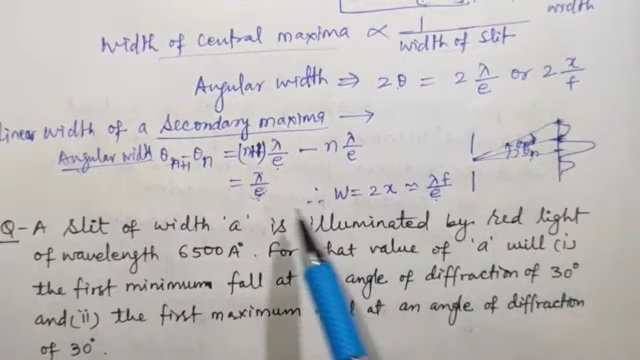 width
Width of central maxima ∝ 1/width of slit
Angular width ⇒ 2θ = 2 λ/e or 2 x/f
linear width of a Secondary maxima →
Angular width θn+1 - θn = (n+1) λ/e - n λ/e
= λ/e
∴ W = 2x = λf/e
Q - A slit of width 'a' is illuminated by red light
of wavelength 6500A°. For what value of 'a' will (i)
the first minimum fall at angle of diffraction of 30°
and (ii) the first maximum at an angle of diffraction
of 30°.